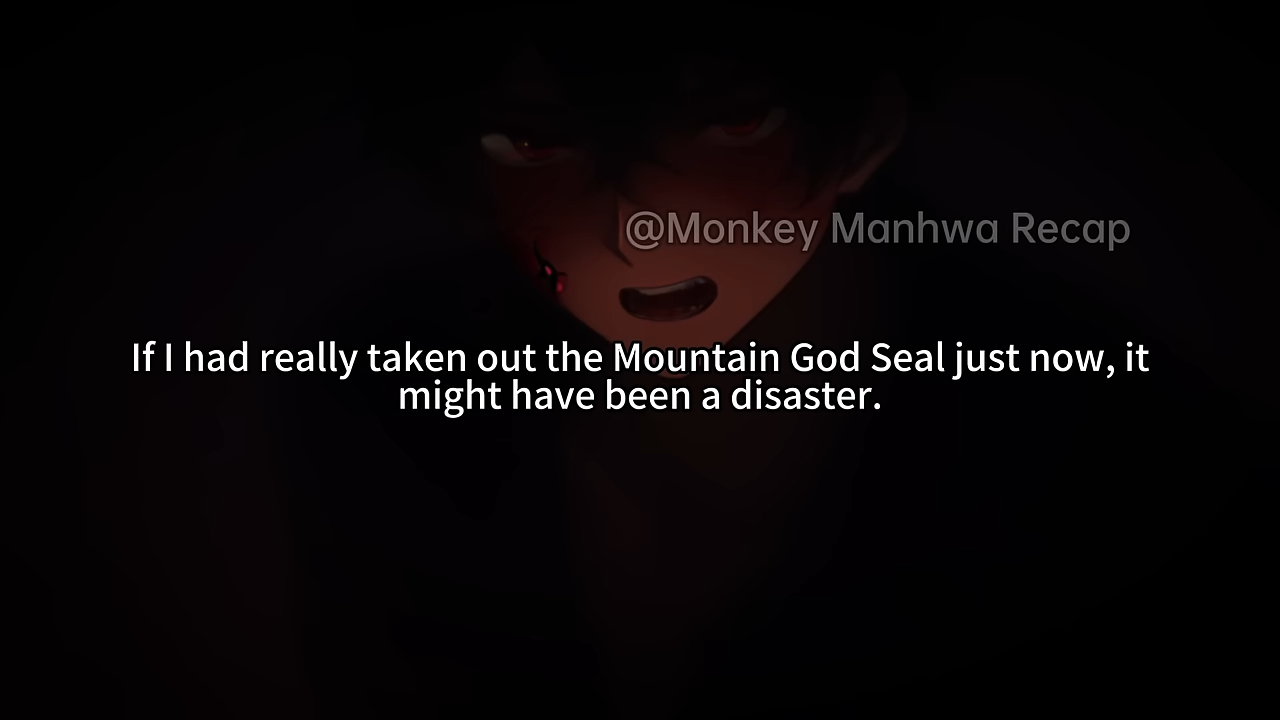 @Monkey Manhwa Recap
If I had really taken out the Mountain God Seal just now, it
might have been a disaster.